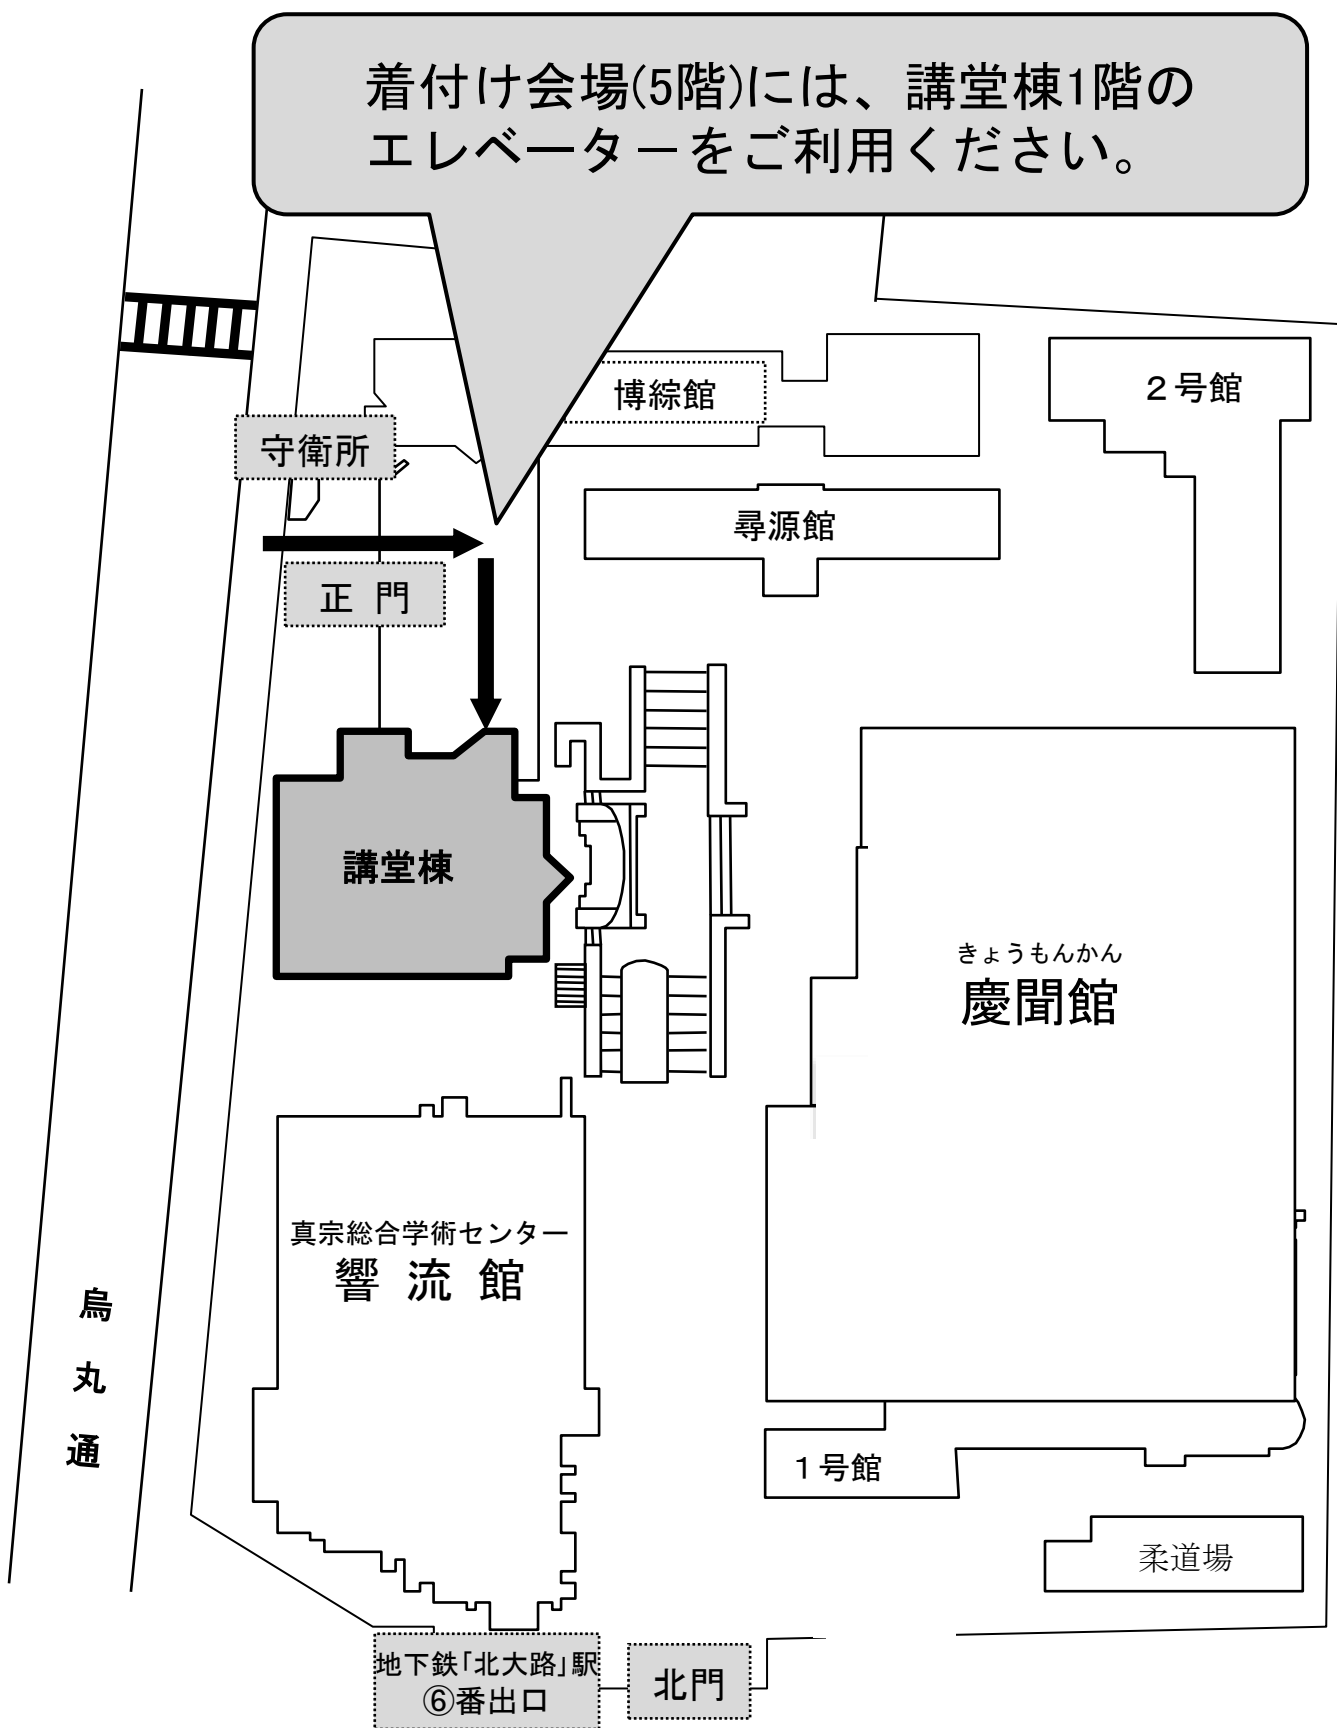 着付け会場(5階)には、講堂棟1階の
エレベーターをご利用ください。
博綜館
2号館
守衛所
尋源館
正門
講堂棟
きょうもんかん
慶聞館
真宗総合学術センター
響流館
烏丸通
1号館
柔道場
地下鉄「北大路」駅
⑥番出口
北門